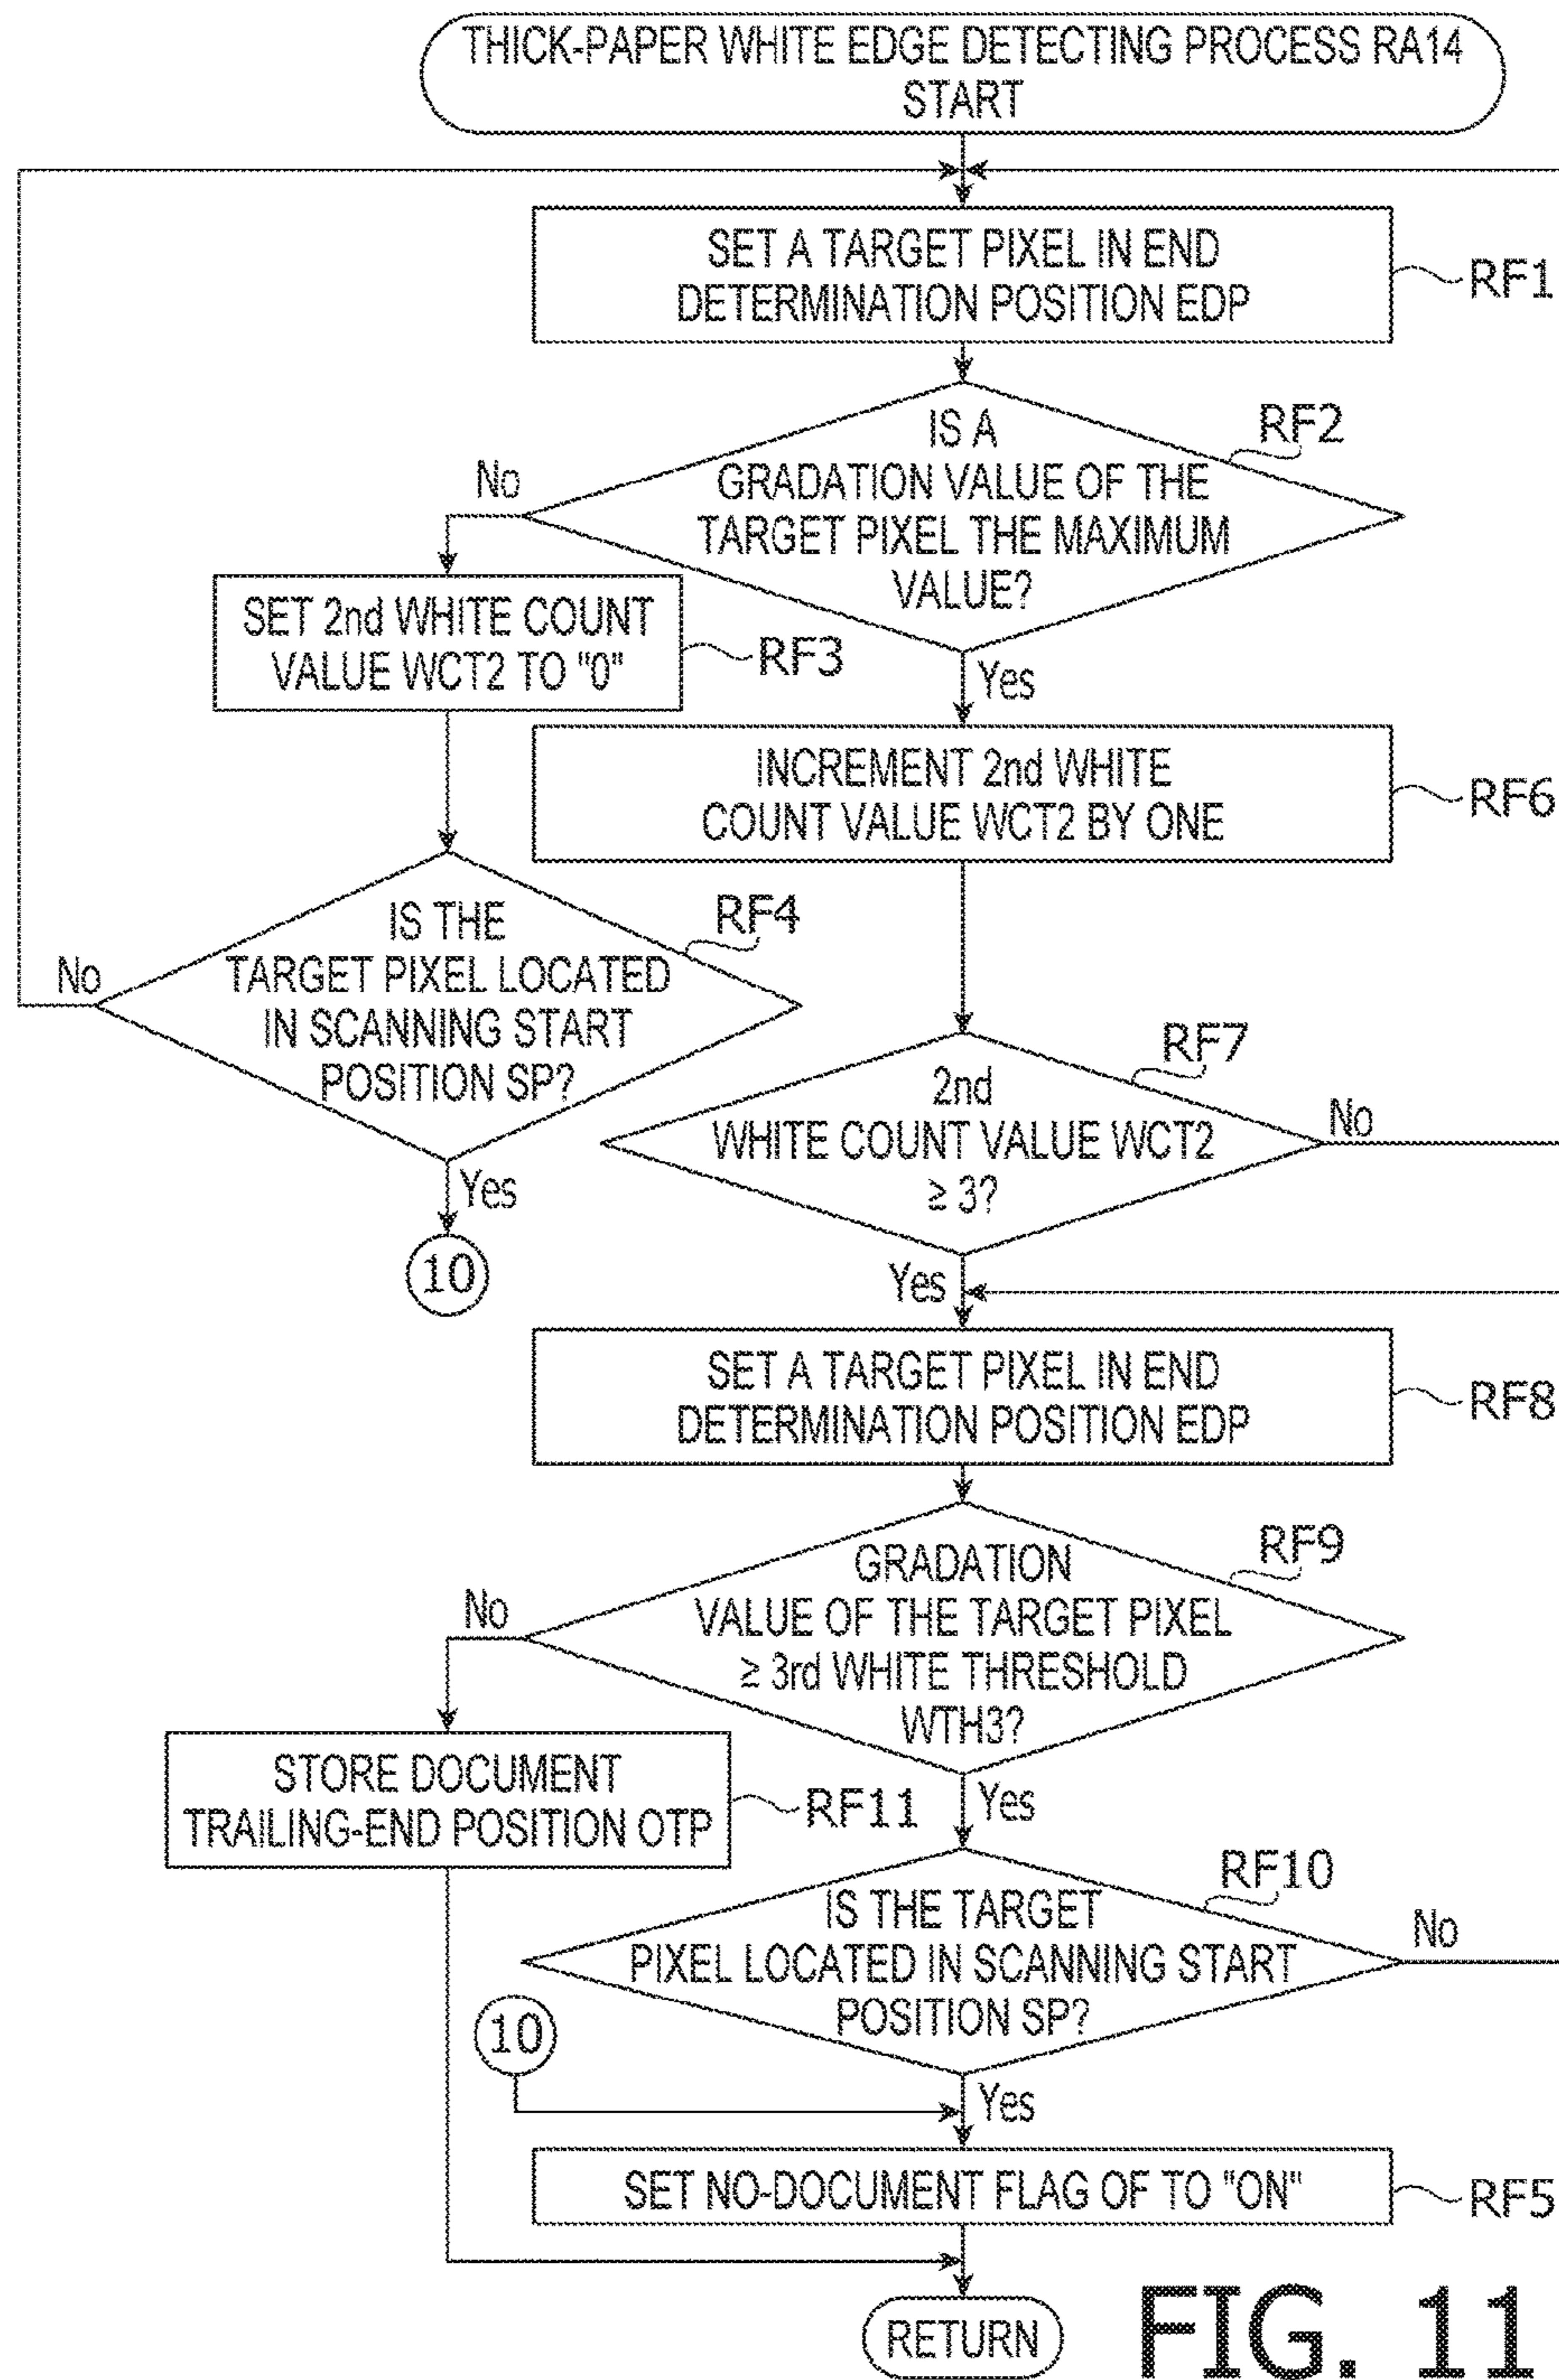 THICK-PAPER WHITE EDGE DETECTING PROCESS RA14
START
SET A TARGET PIXEL IN END
DETERMINATION POSITION EDP
RF1
IS A
GRADATION VALUE OF THE
TARGET PIXEL THE MAXIMUM
VALUE?
RF2
No
Yes
SET 2nd WHITE COUNT
VALUE WCT2 TO "0"
RF3
INCREMENT 2nd WHITE
COUNT VALUE WCT2 BY ONE
RF6
IS THE
TARGET PIXEL LOCATED
IN SCANNING START
POSITION SP?
RF4
No
Yes
10
2nd
WHITE COUNT VALUE WCT2
≥ 3?
RF7
No
Yes
SET A TARGET PIXEL IN END
DETERMINATION POSITION EDP
RF8
GRADATION
VALUE OF THE TARGET PIXEL
≥ 3rd WHITE THRESHOLD
WTH3?
RF9
No
Yes
STORE DOCUMENT
TRAILING-END POSITION OTP
RF11
IS THE TARGET
PIXEL LOCATED IN SCANNING START
POSITION SP?
RF10
No
10
Yes
SET NO-DOCUMENT FLAG OF TO "ON"
RF5
RETURN
FIG. 11